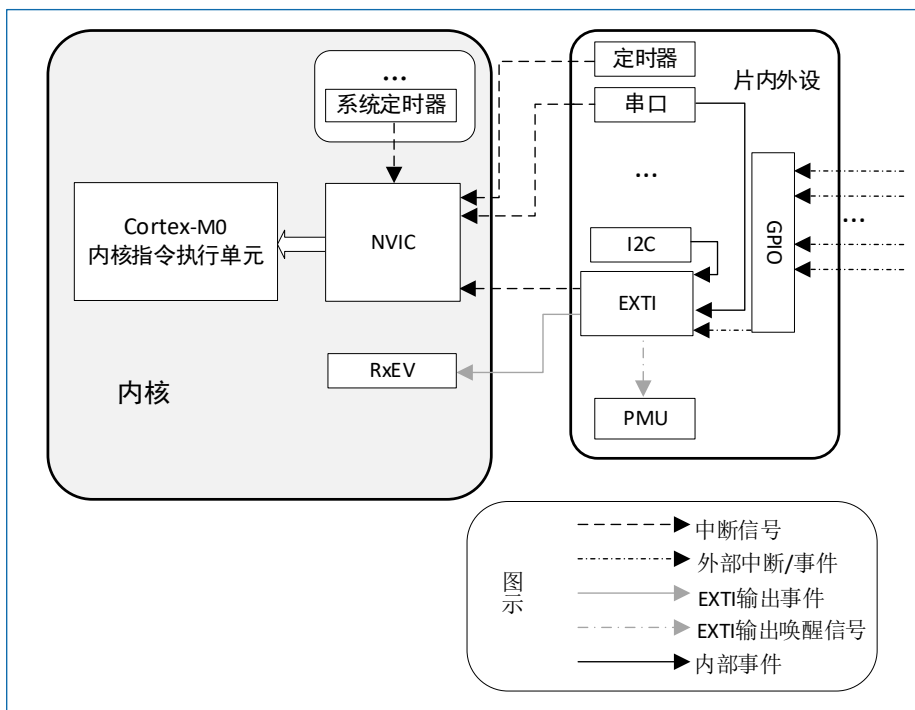 ...
系统定时器
NVIC
Cortex-M0
内核指令执行单元
RxEV
内核
定时器
片内外设
串口
...
I2C
EXTI
PMU
GPIO
...
图示
中断信号
外部中断/事件
EXTI输出事件
EXTI输出唤醒信号
内部事件